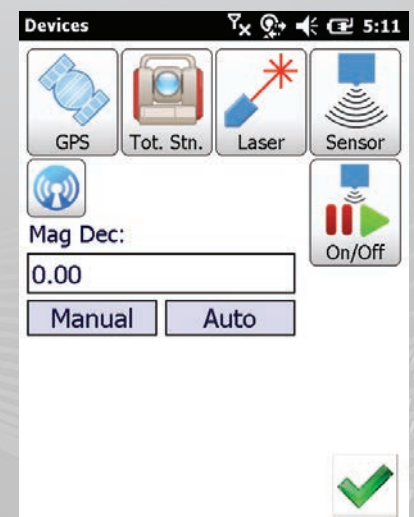 Devices 5:11
GPS Tot. Stn. Laser Sensor
On/Off
Mag Dec:
0.00
Manual Auto